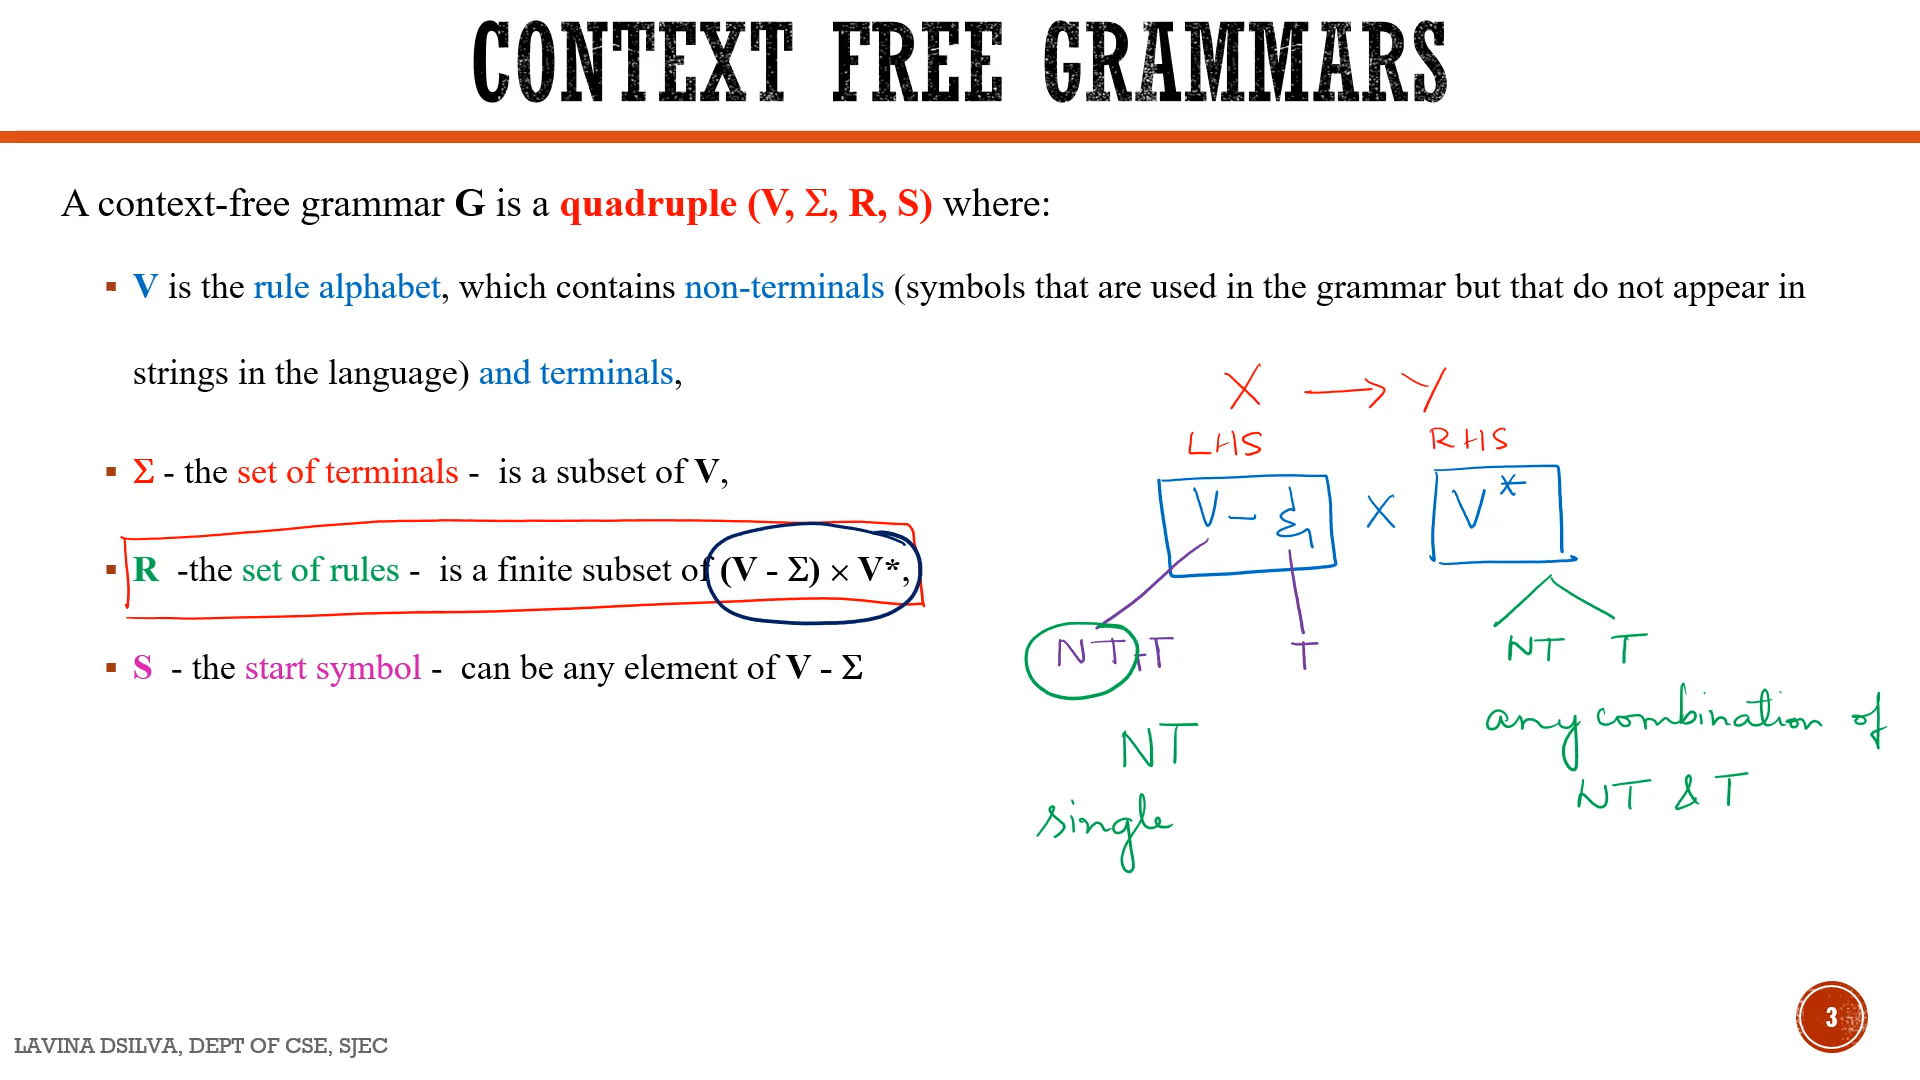 CONTEXT FREE GRAMMARS
A context-free grammar G is a quadruple (V, Σ, R, S) where:
▪ V is the rule alphabet, which contains non-terminals (symbols that are used in the grammar but that do not appear in
strings in the language) and terminals,
X → Y
LHS RHS
▪ Σ - the set of terminals - is a subset of V,
V - Σ X V*
▪ R -the set of rules - is a finite subset of (V - Σ) × V*,
NT+T T NT T
▪ S - the start symbol - can be any element of V - Σ
any combination of
NT
NT & T
single
3
LAVINA DSILVA, DEPT OF CSE, SJEC